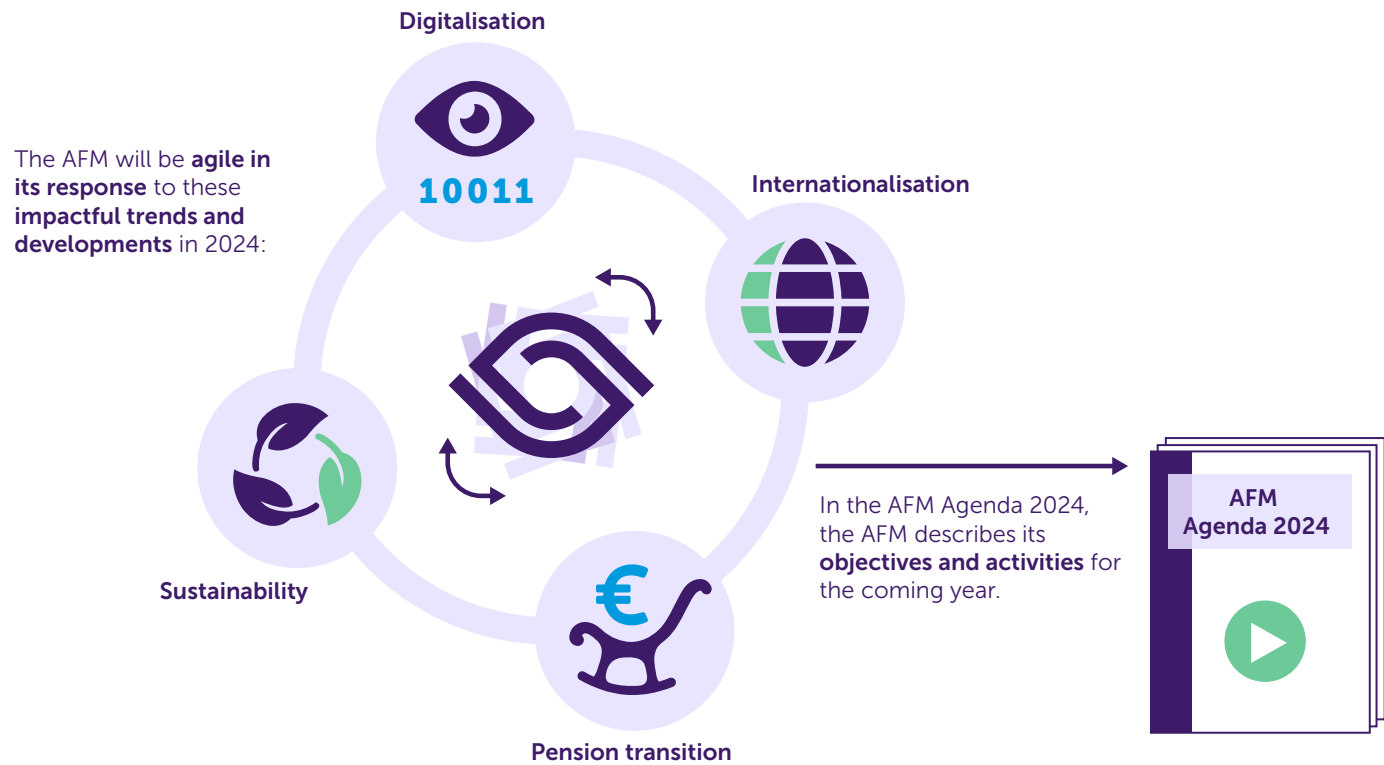 Digitalisation
The AFM will be agile in
its response to these
impactful trends and
developments in 2024:
10011
Internationalisation
Sustainability
€
Pension transition
In the AFM Agenda 2024,
the AFM describes its
objectives and activities for
the coming year.
AFM
Agenda 2024